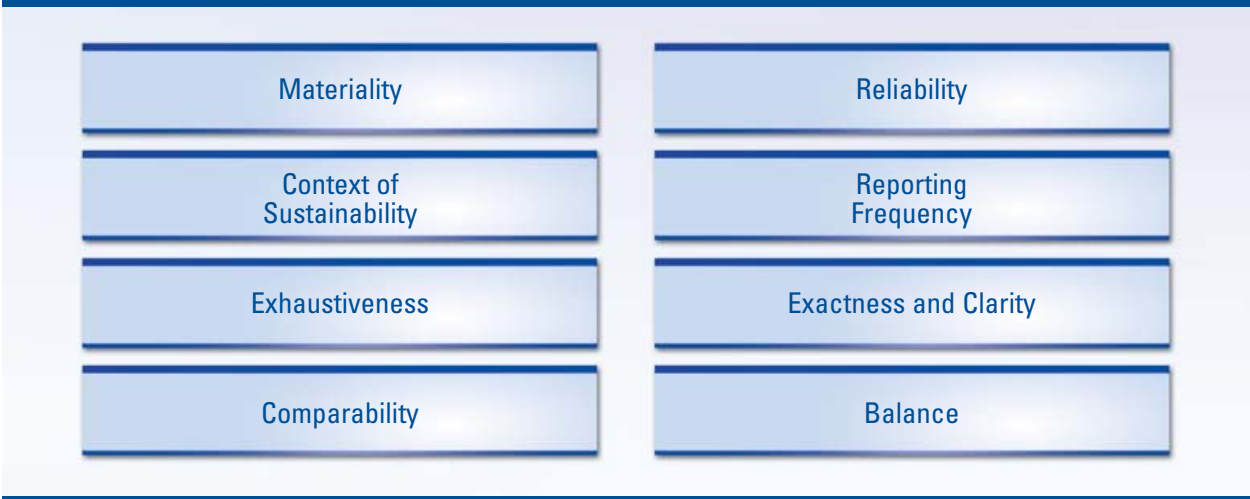 Materiality
Context of
Sustainability
Exhaustiveness
Comparability
Reliability
Reporting
Frequency
Exactness and Clarity
Balance